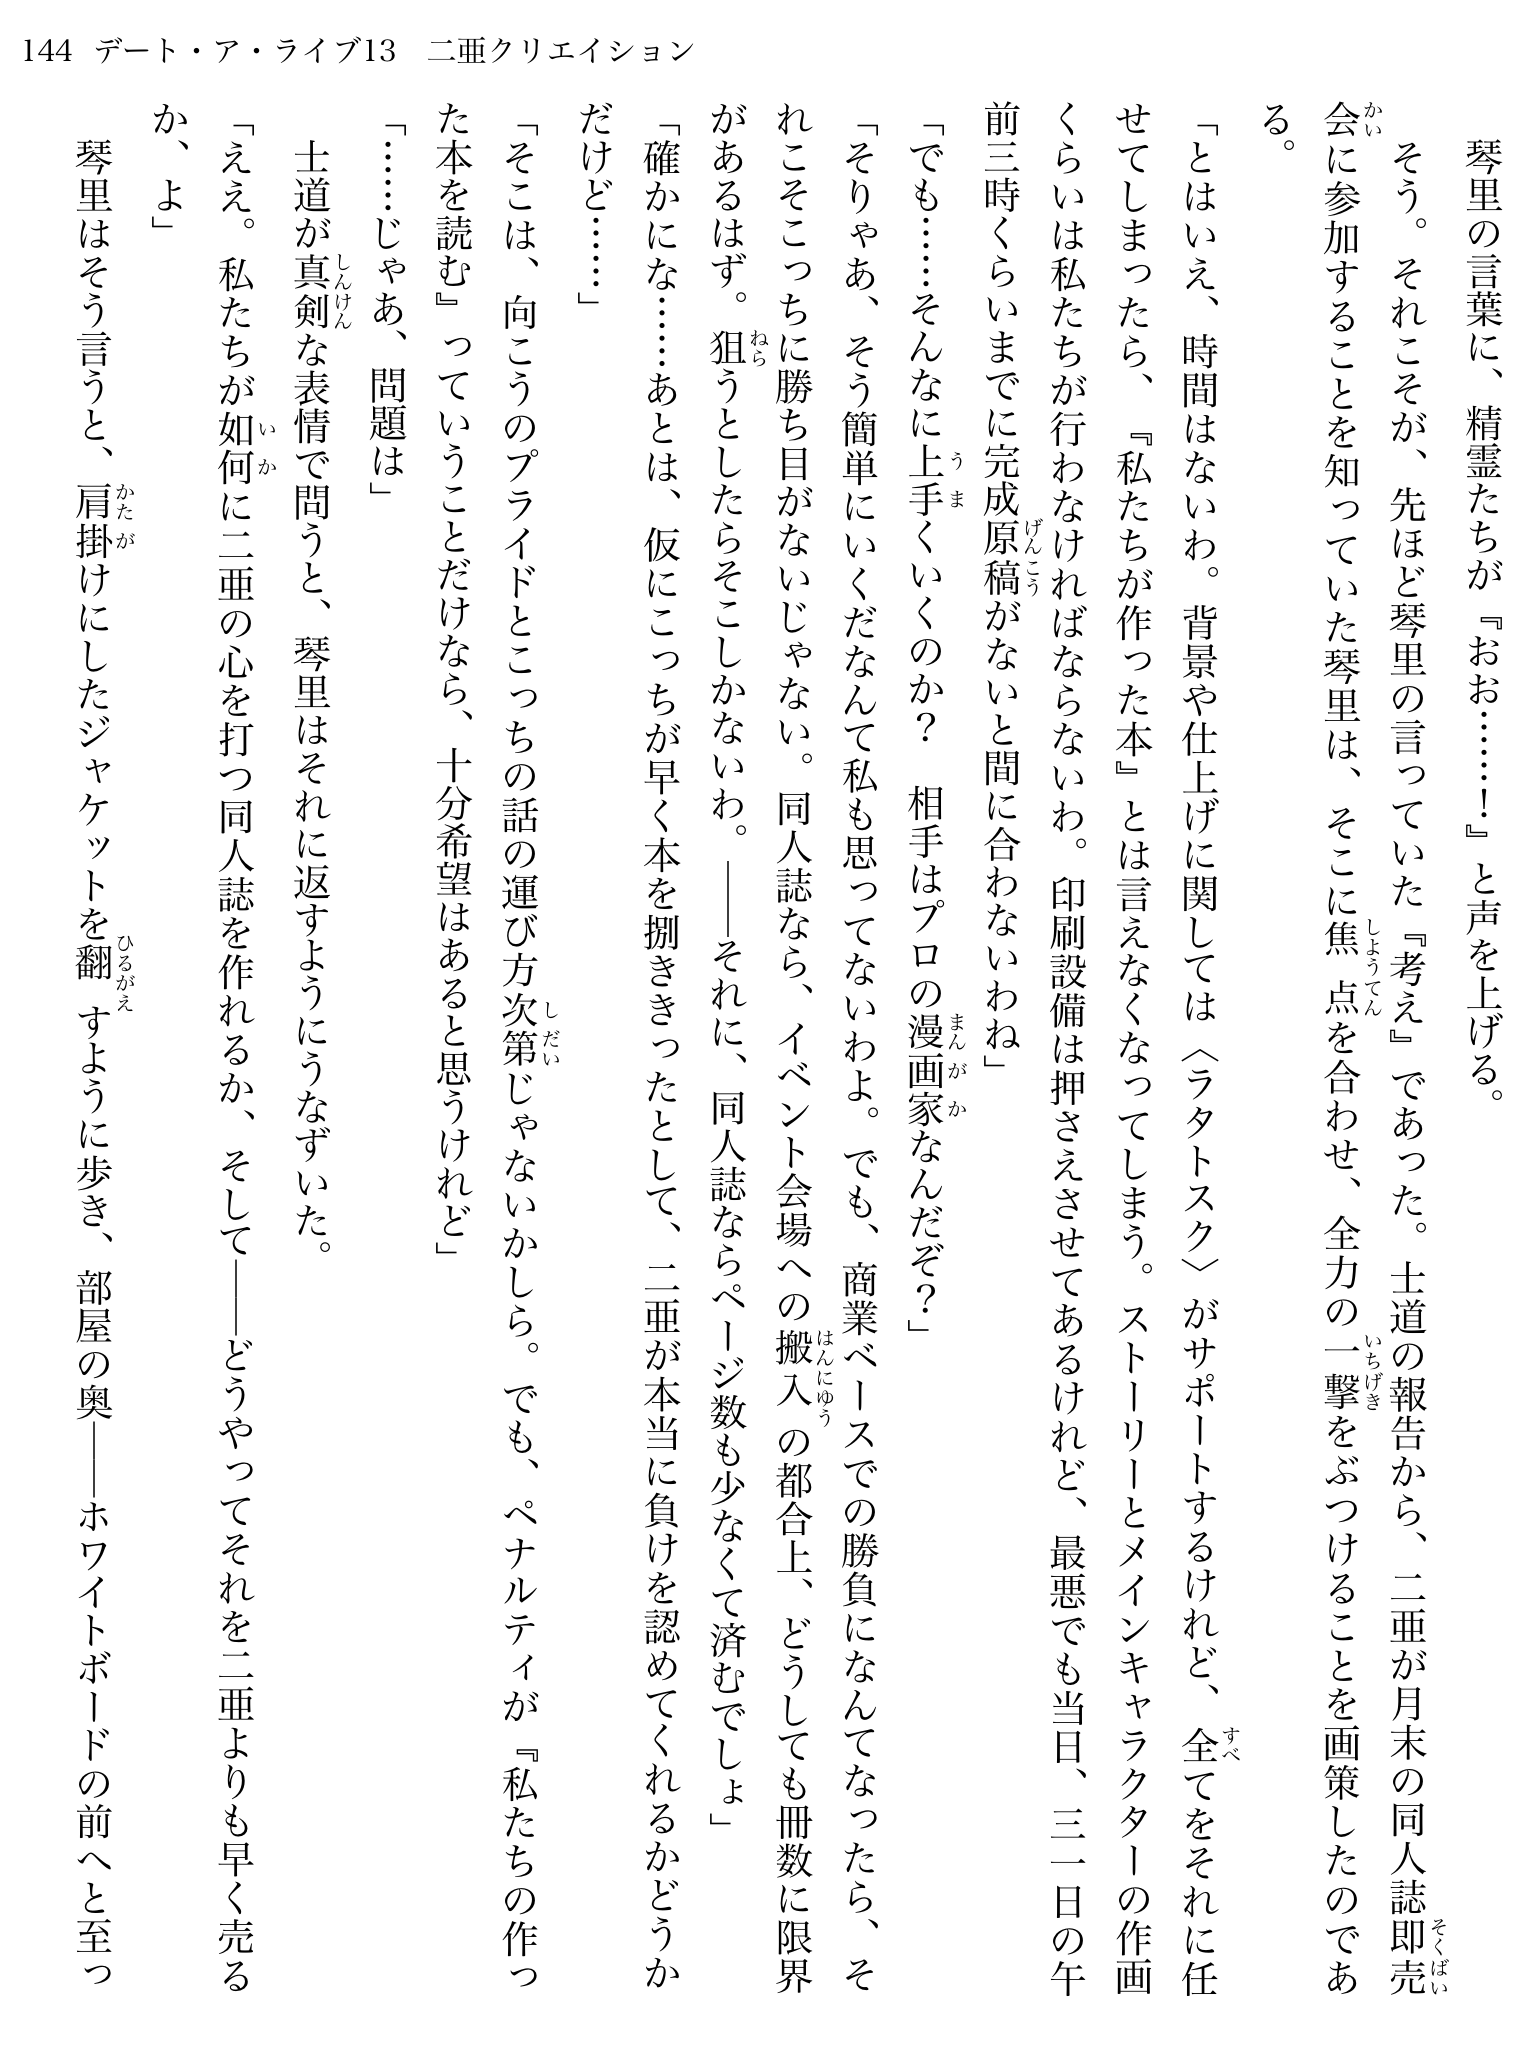 144 デート・ア・ライブ13 二亜クリエイション
琴里の言葉に、精霊たちが『おお……！』と声を上げる。
そう。それこそが、先ほど琴里の言っていた『考え』であった。士道の報告から、二亜が月末の同人誌即売
会に参加することを知っていた琴里は、そこに焦点を合わせ、全力の一撃をぶつけることを画策したのであ
る。
「とはいえ、時間はないわ。背景や仕上げに関しては〈ラタトスク〉がサポートするけれど、全てをそれに任
せてしまったら、『私たちが作った本』とは言えなくなってしまう。ストーリーとメインキャラクターの作画
くらいは私たちが行わなければならないわ。印刷設備は押さえさせてあるけれど、最悪でも当日、三一日の午
前三時くらいまでに完成原稿がないと間に合わないわね」
「でも……そんなに上手くいくのか？　相手はプロの漫画家なんだぞ？」
「そりゃあ、そう簡単にいくだなんて私も思ってないわよ。でも、商業ベースでの勝負になんてなったら、そ
れこそこっちに勝ち目がないじゃない。同人誌なら、イベント会場への搬入の都合上、どうしても冊数に限界
があるはず。狙うとしたらそこしかないわ。――それに、同人誌ならページ数も少なくて済むでしょ」
「確かにな……あとは、仮にこっちが早く本を捌ききったとして、二亜が本当に負けを認めてくれるかどうか
だけど……」
「そこは、向こうのプライドとこっちの話の運び方次第じゃないかしら。でも、ペナルティが『私たちの作っ
た本を読む』っていうことだけなら、十分希望はあると思うけれど」
「……じゃあ、問題は」
士道が真剣な表情で問うと、琴里はそれに返すようにうなずいた。
「ええ。私たちが如何に二亜の心を打つ同人誌を作れるか、そして――どうやってそれを二亜よりも早く売る
か、よ」
琴里はそう言うと、肩掛けにしたジャケットを翻すように歩き、部屋の奥――ホワイトボードの前へと至っ